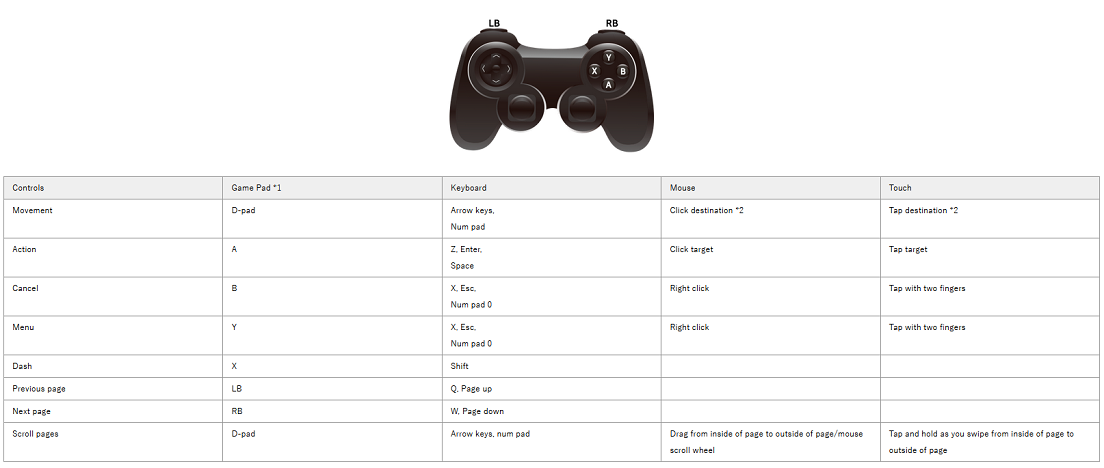 LB RB
Y
X B
A
Controls Game Pad *1 Keyboard Mouse Touch
Movement D-pad Arrow keys, Click destination *2 Tap destination *2
Num pad
Action A Z, Enter, Click target Tap target
Space
Cancel B X, Esc, Right click Tap with two fingers
Num pad 0
Menu Y X, Esc, Right click Tap with two fingers
Num pad 0
Dash X Shift
Previous page LB Q, Page up
Next page RB W, Page down
Scroll pages D-pad Arrow keys, num pad Drag from inside of page to outside of page/mouse Tap and hold as you swipe from inside of page to
scroll wheel outside of page